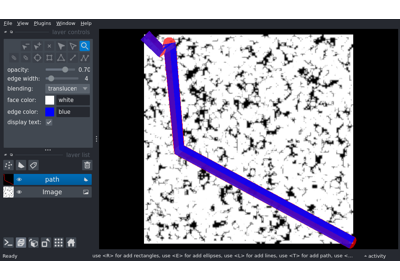 File View Plugins Window Help
layer controls
opacity: 0.70
edge width: 4
blending: translucen
face color: white
edge color: blue
display text: ✓
layer list
path
Image
Ready
use <R> for add rectangles, use <E> for add ellipses, use <L> for add lines, use <T> for add path, use <...
activity